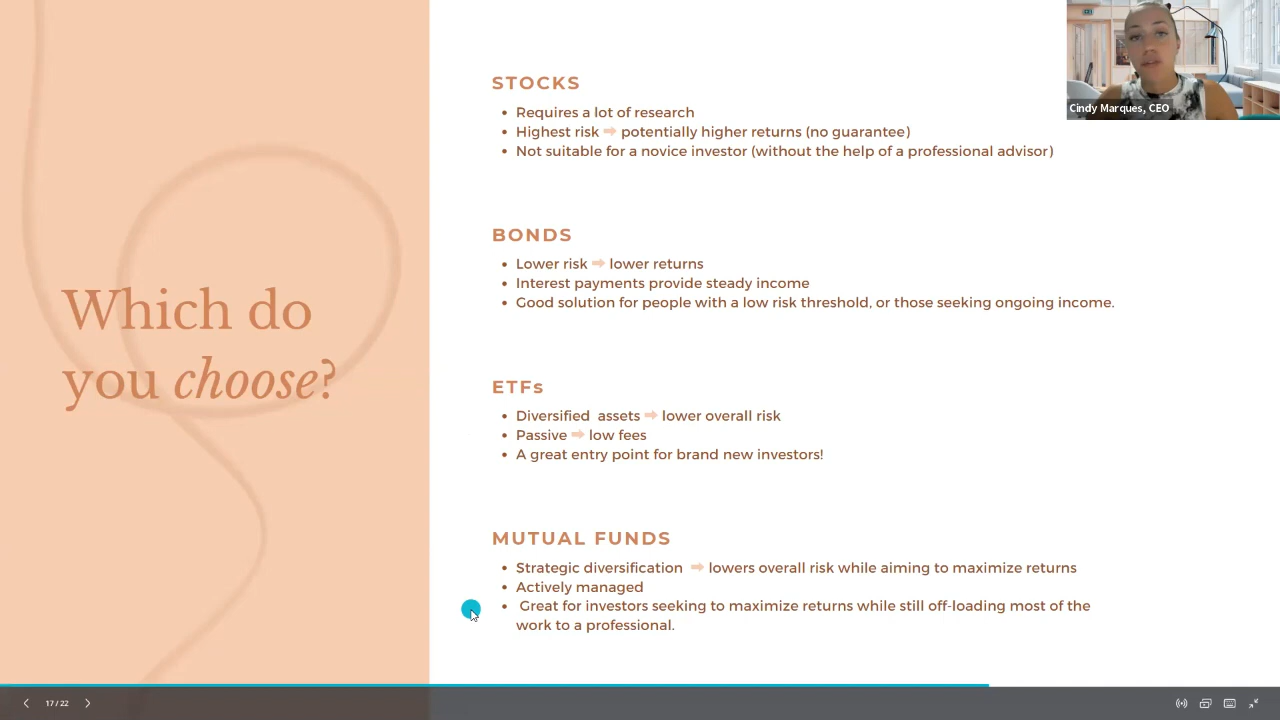 Which do
you choose?
STOCKS
• Requires a lot of research
• Highest risk ➡ potentially higher returns (no guarantee)
• Not suitable for a novice investor (without the help of a professional advisor)
BONDS
• Lower risk ➡ lower returns
• Interest payments provide steady income
• Good solution for people with a low risk threshold, or those seeking ongoing income.
ETFs
• Diversified assets ➡ lower overall risk
• Passive ➡ low fees
• A great entry point for brand new investors!
MUTUAL FUNDS
• Strategic diversification ➡ lowers overall risk while aiming to maximize returns
• Actively managed
• Great for investors seeking to maximize returns while still off-loading most of the
work to a professional.
Cindy Marques, CEO
17 / 22